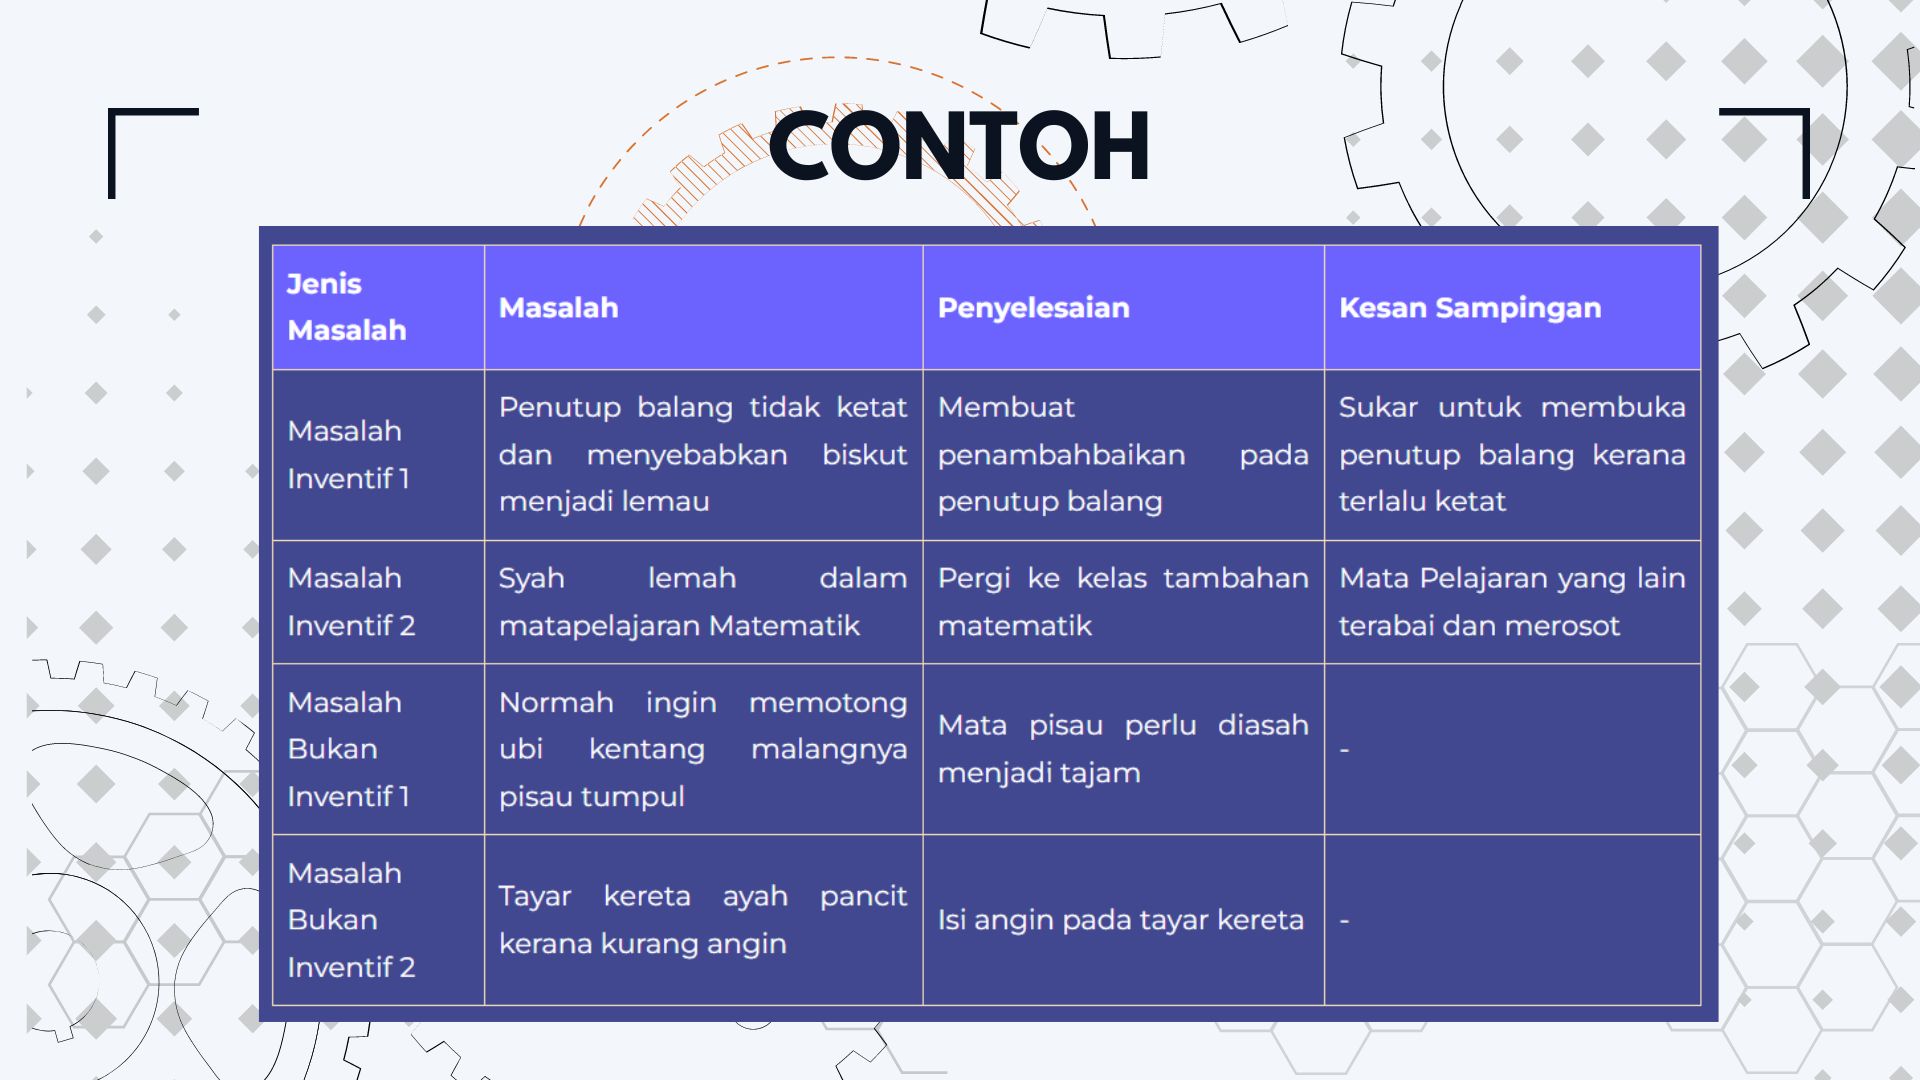 CONTOH
Jenis
Masalah
Masalah
Penyelesaian
Kesan Sampingan
Masalah
Inventif 1
Penutup balang tidak ketat
dan menyebabkan biskut
menjadi lemau
Membuat
penambahbaikan pada
penutup balang
Sukar untuk membuka
penutup balang kerana
terlalu ketat
Masalah
Inventif 2
Syah lemah dalam
matapelajaran Matematik
Pergi ke kelas tambahan
matematik
Mata Pelajaran yang lain
terabai dan merosot
Masalah
Bukan
Inventif 1
Normah ingin memotong
ubi kentang malangnya
pisau tumpul
Mata pisau perlu diasah
menjadi tajam
-
Masalah
Bukan
Inventif 2
Tayar kereta ayah pancit
kerana kurang angin
Isi angin pada tayar kereta
-